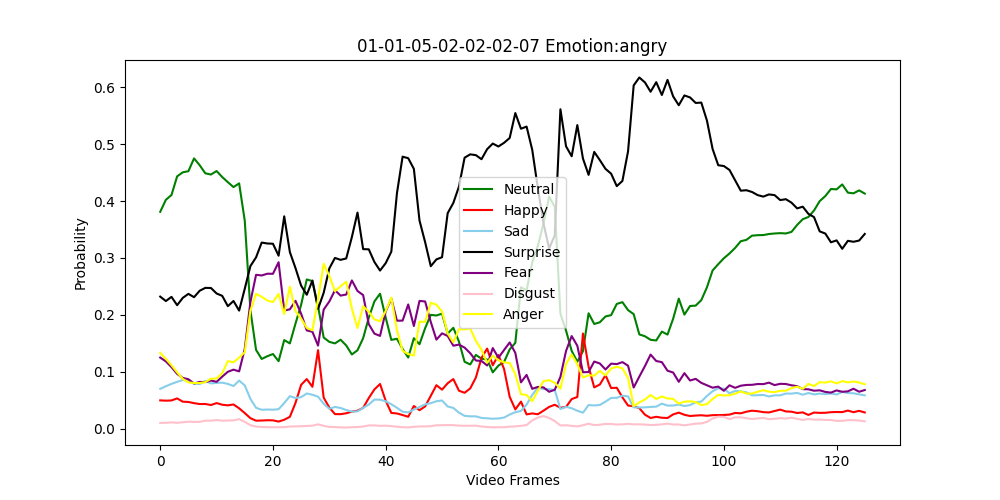 01-01-05-02-02-02-07 Emotion:angry
Probability
0.6
0.5
0.4
0.3
0.2
0.1
0.0
Neutral
Happy
Sad
Surprise
Fear
Disgust
Anger
0 20 40 60 80 100 120
Video Frames